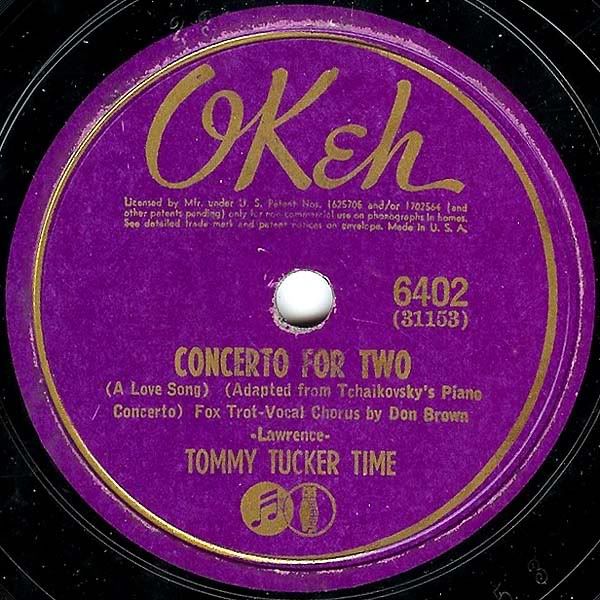 OKeh
Licensed by Mfr. under U. S. Patent Nos. 1625705 and/or 1702564 (and
other patents pending) only for non-commercial use on phonographs in homes.
See detailed trade-mark and patent notices on envelope. Made in U. S. A.
6402
(31153)
CONCERTO FOR TWO
(A Love Song) (Adapted from Tchaikovsky's Piano
Concerto) Fox Trot-Vocal Chorus by Don Brown
-Lawrence-
TOMMY TUCKER TIME